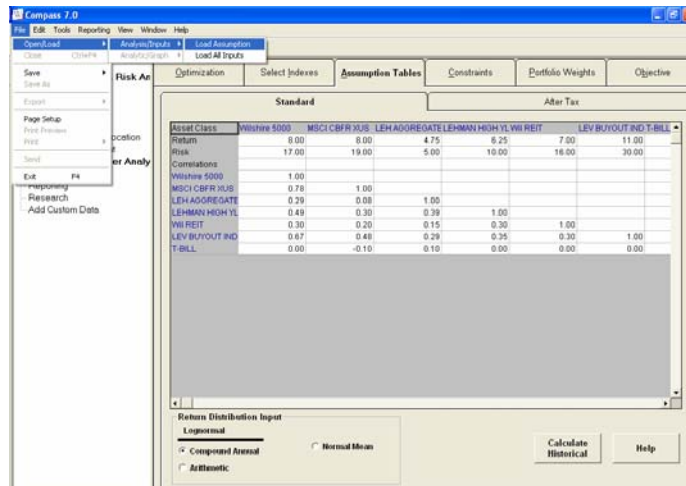 Compass 7.0
File Edit Tools Reporting View Window Help
Open/Load Analysis/Inputs Load Assumption
Close Ctrl+F4 Load All Inputs
Save
Save As
Export
Page Setup
Print Preview
Print
Send
Exit F4
Risk An
ocation
er Analy
Reporting
Research
Add Custom Data
Optimization Select Indexes Assumption Tables Constraints Portfolio Weights Objective
Standard After Tax
Asset Class Wilshire 5000 MSCI CBFR XUS LEH AGGREGATE LEHMAN HIGH YL WII REIT LEV BUYOUT IND T-BILL
Return 8.00 8.00 4.75 6.25 7.00 11.00
Risk 17.00 19.00 5.00 10.00 16.00 30.00
Correlations
Wilshire 5000 1.00
MSCI CBFR XUS 0.78 1.00
LEH AGGREGATE 0.29 0.08 1.00
LEHMAN HIGH YL 0.49 0.30 0.39 1.00
WII REIT 0.30 0.20 0.15 0.30 1.00
LEV BUYOUT IND 0.67 0.48 0.29 0.35 0.30 1.00
T-BILL 0.00 -0.10 0.10 0.00 0.00 0.00
Return Distribution Input
Lognormal
Compound Annual
Normal Mean
Arithmetic
Calculate Historical
Help